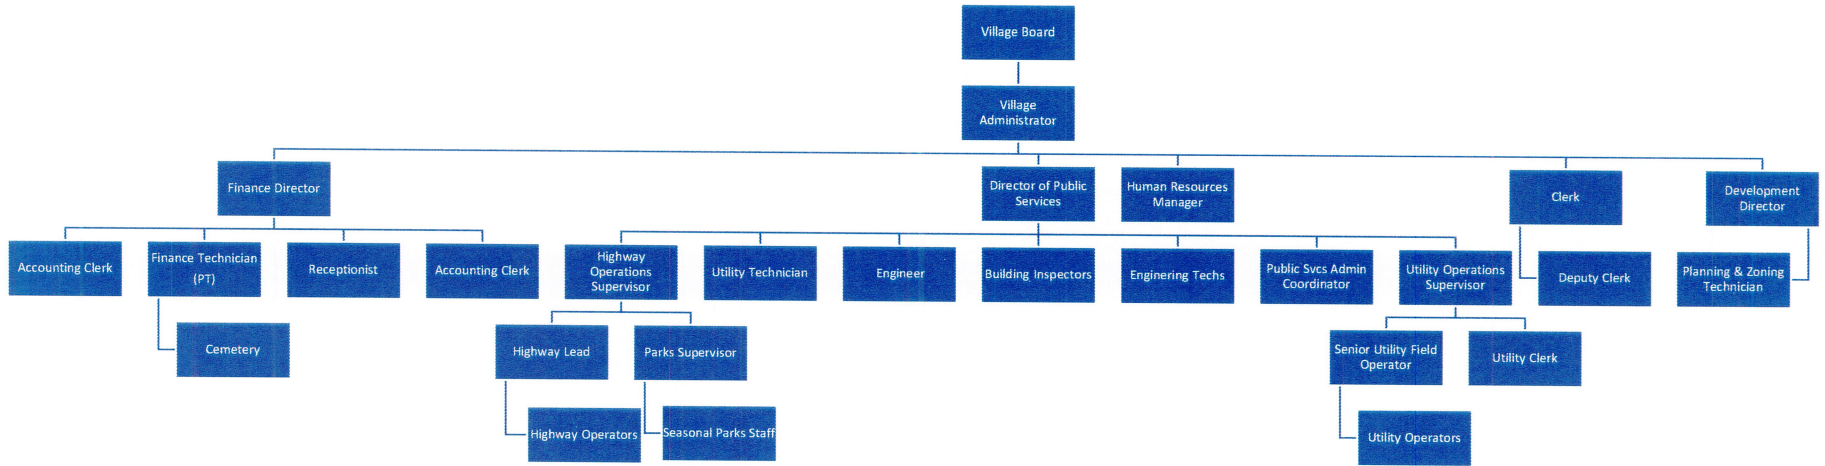 Village Board
Village
Administrator
Finance Director
Director of Public
Services
Human Resources
Manager
Clerk
Development
Director
Accounting Clerk
Finance Technician
(PT)
Receptionist
Accounting Clerk
Highway
Operations
Supervisor
Utility Technician
Engineer
Building Inspectors
Enginering Techs
Public Svcs Admin
Coordinator
Utility Operations
Supervisor
Deputy Clerk
Planning & Zoning
Technician
Cemetery
Highway Lead
Parks Supervisor
Senior Utility Field
Operator
Utility Clerk
Highway Operators
Seasonal Parks Staff
Utility Operators